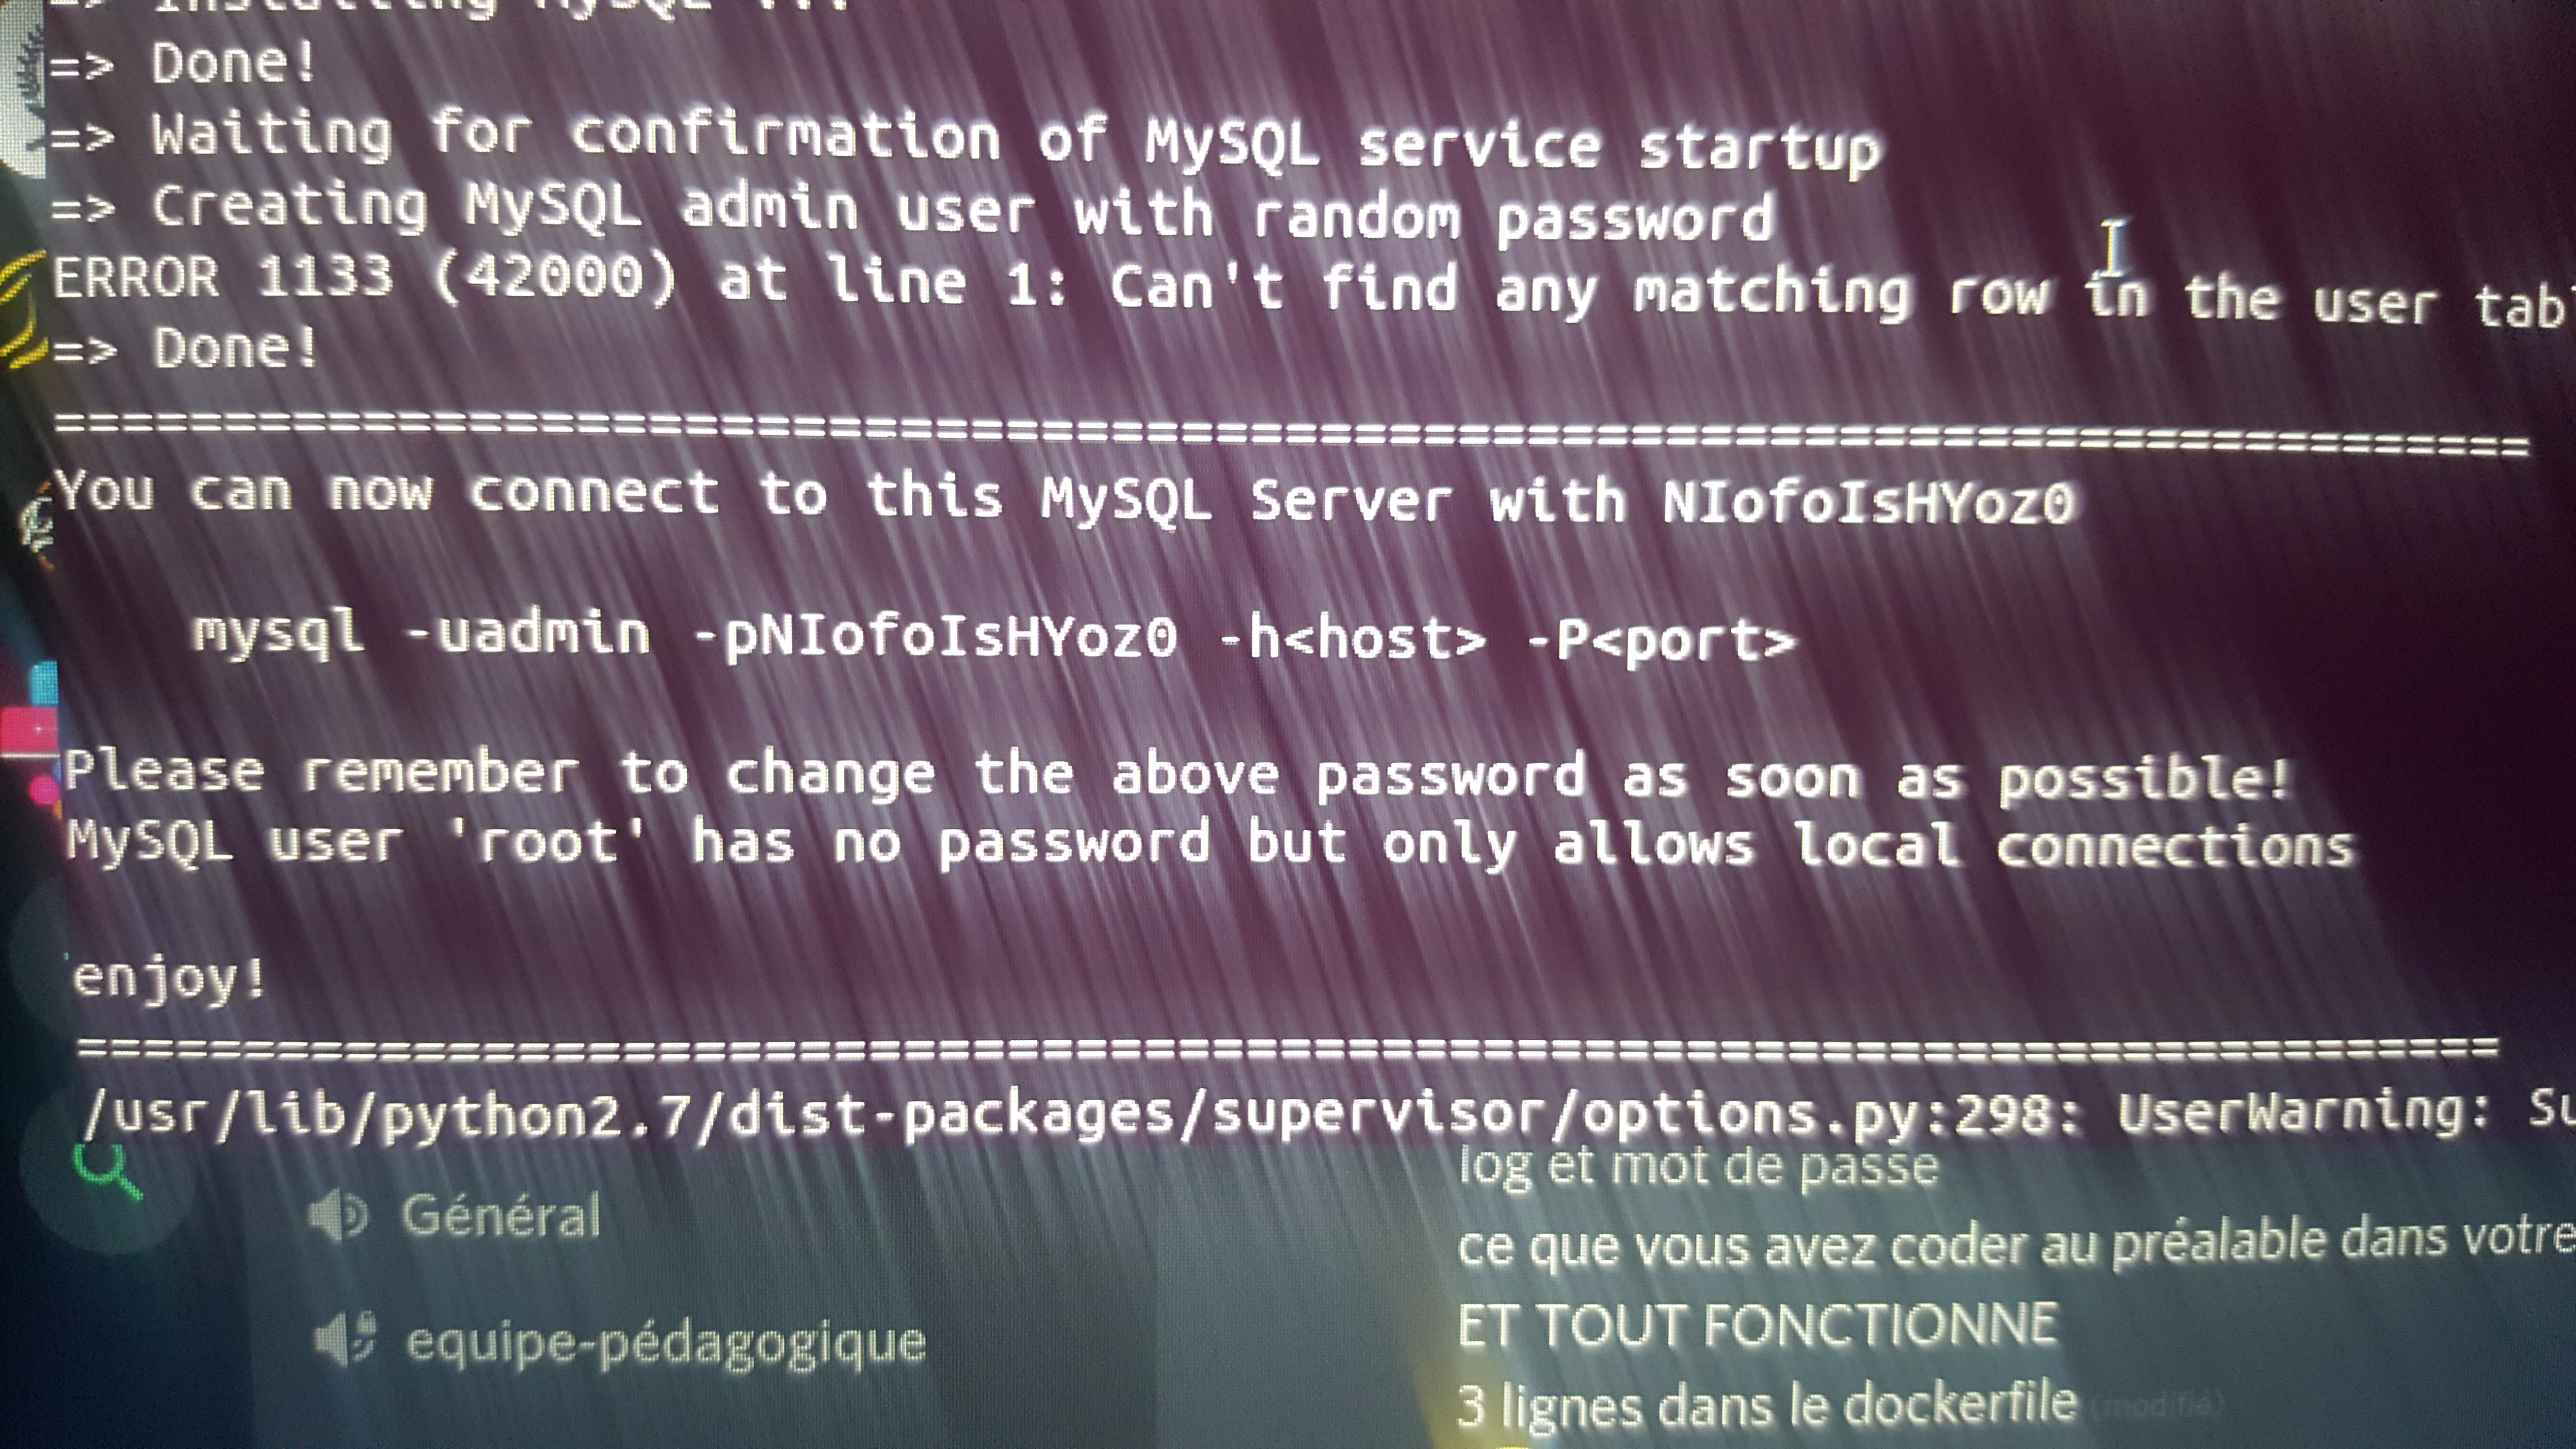 => Installing MySQL ...
=> Done!
=> Waiting for confirmation of MySQL service startup
=> Creating MySQL admin user with random password
ERROR 1133 (42000) at line 1: Can't find any matching row in the user tab
=> Done!
========================================================================
You can now connect to this MySQL Server with NIofoIsHYoz0
mysql -uadmin -pNIofoIsHYoz0 -h<host> -P<port>
Please remember to change the above password as soon as possible!
MySQL user 'root' has no password but only allows local connections
enjoy!
========================================================================
/usr/lib/python2.7/dist-packages/supervisor/options.py:298: UserWarning: Su
log et mot de passe
Général
ce que vous avez coder au préalable dans votre
equipe-pédagogique
ET TOUT FONCTIONNE
3 lignes dans le dockerfile (modifié)